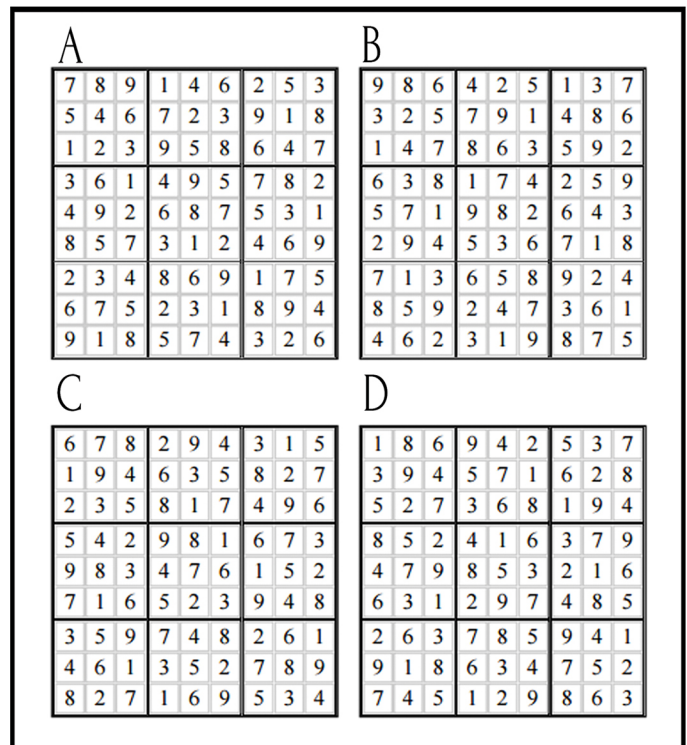 A
7 8 9 1 4 6 2 5 3
5 4 6 7 2 3 9 1 8
1 2 3 9 5 8 6 4 7
3 6 1 4 9 5 7 8 2
4 9 2 6 8 7 5 3 1
8 5 7 3 1 2 4 6 9
2 3 4 8 6 9 1 7 5
6 7 5 2 3 1 8 9 4
9 1 8 5 7 4 3 2 6
B
9 8 6 4 2 5 1 3 7
3 2 5 7 9 1 4 8 6
1 4 7 8 6 3 5 9 2
6 3 8 1 7 4 2 5 9
5 7 1 9 8 2 6 4 3
2 9 4 5 3 6 7 1 8
7 1 3 6 5 8 9 2 4
8 5 9 2 4 7 3 6 1
4 6 2 3 1 9 8 7 5
C
6 7 8 2 9 4 3 1 5
1 9 4 6 3 5 8 2 7
2 3 5 8 1 7 4 9 6
5 4 2 9 8 1 6 7 3
9 8 3 4 7 6 1 5 2
7 1 6 5 2 3 9 4 8
3 5 9 7 4 8 2 6 1
4 6 1 3 5 2 7 8 9
8 2 7 1 6 9 5 3 4
D
1 8 6 9 4 2 5 3 7
3 9 4 5 7 1 6 2 8
5 2 7 3 6 8 1 9 4
8 5 2 4 1 6 3 7 9
4 7 9 8 5 3 2 1 6
6 3 1 2 9 7 4 8 5
2 6 3 7 8 5 9 4 1
9 1 8 6 3 4 7 5 2
7 4 5 1 2 9 8 6 3